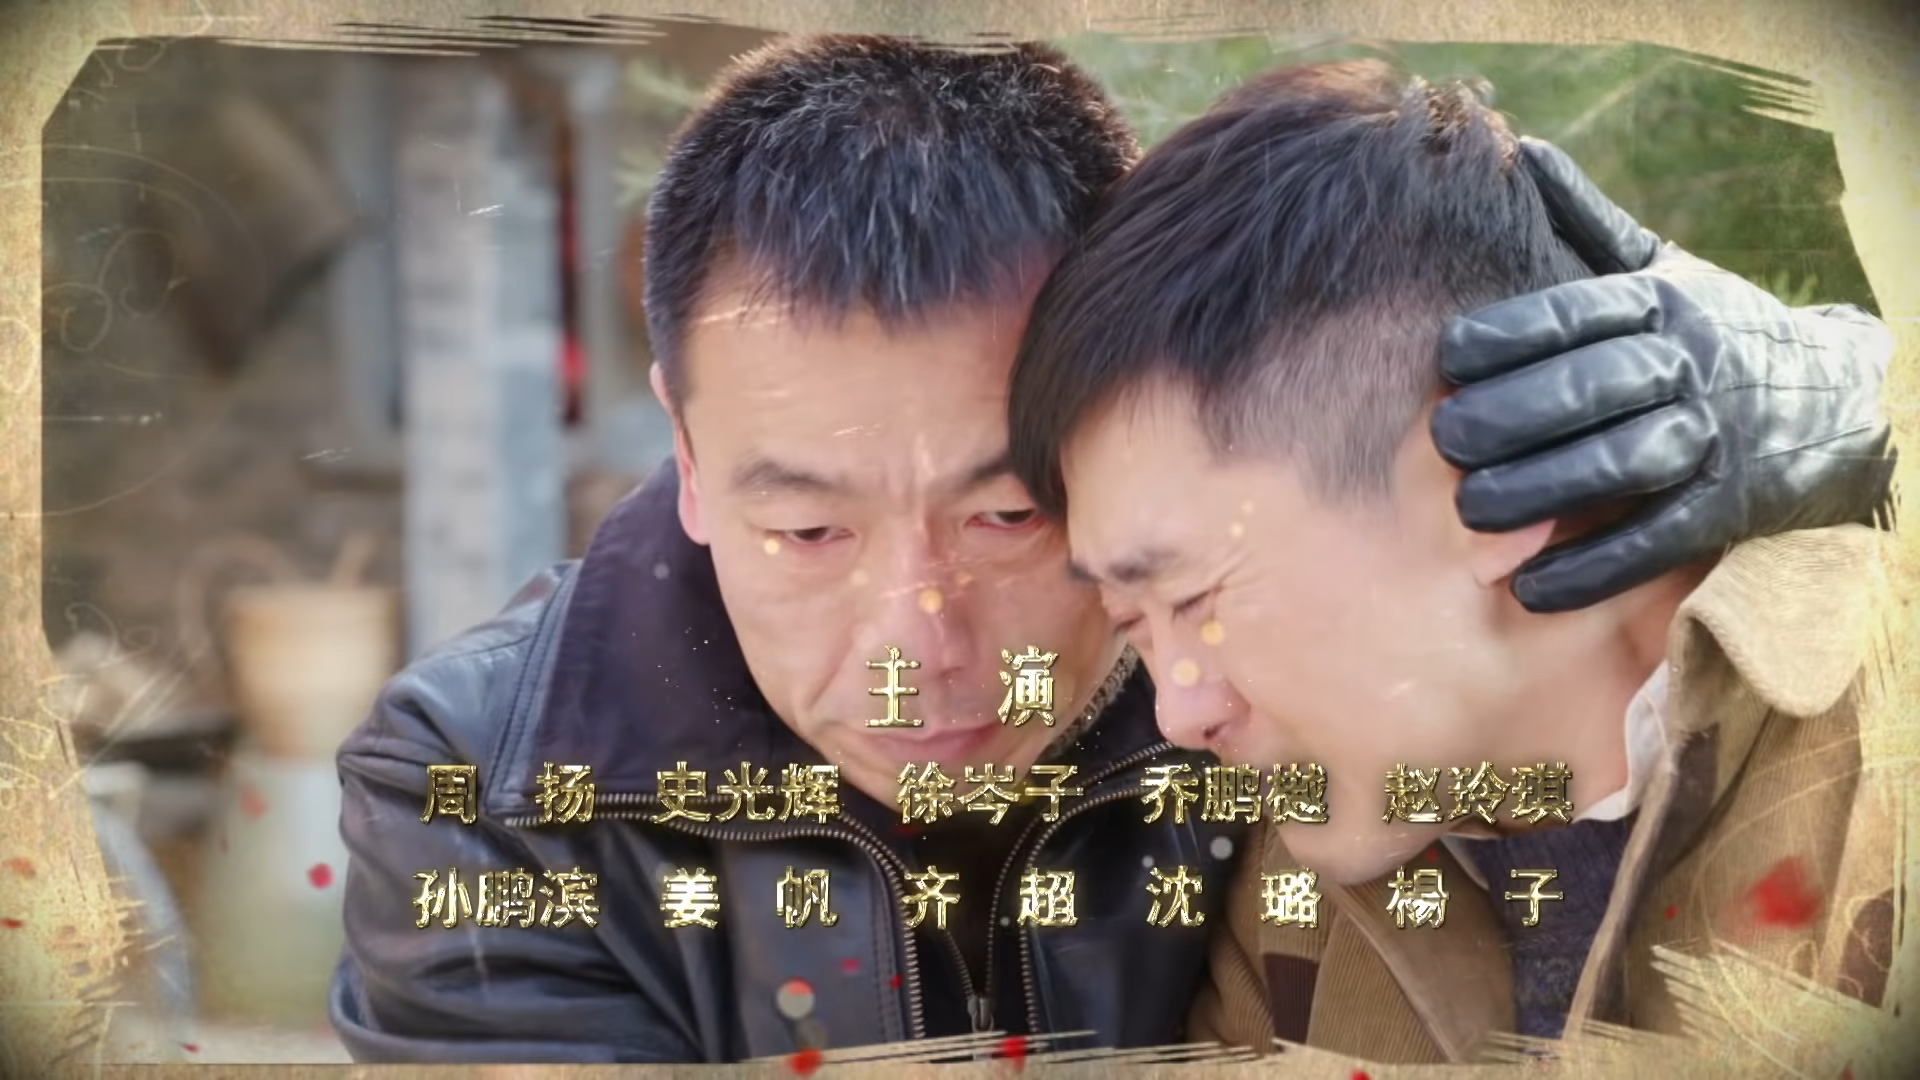 主 演
周 扬 史光辉 徐岑子 乔鹏樾 赵玲琪
孙鹏滨 姜 帆 齐 超 沈 璐 楊 子